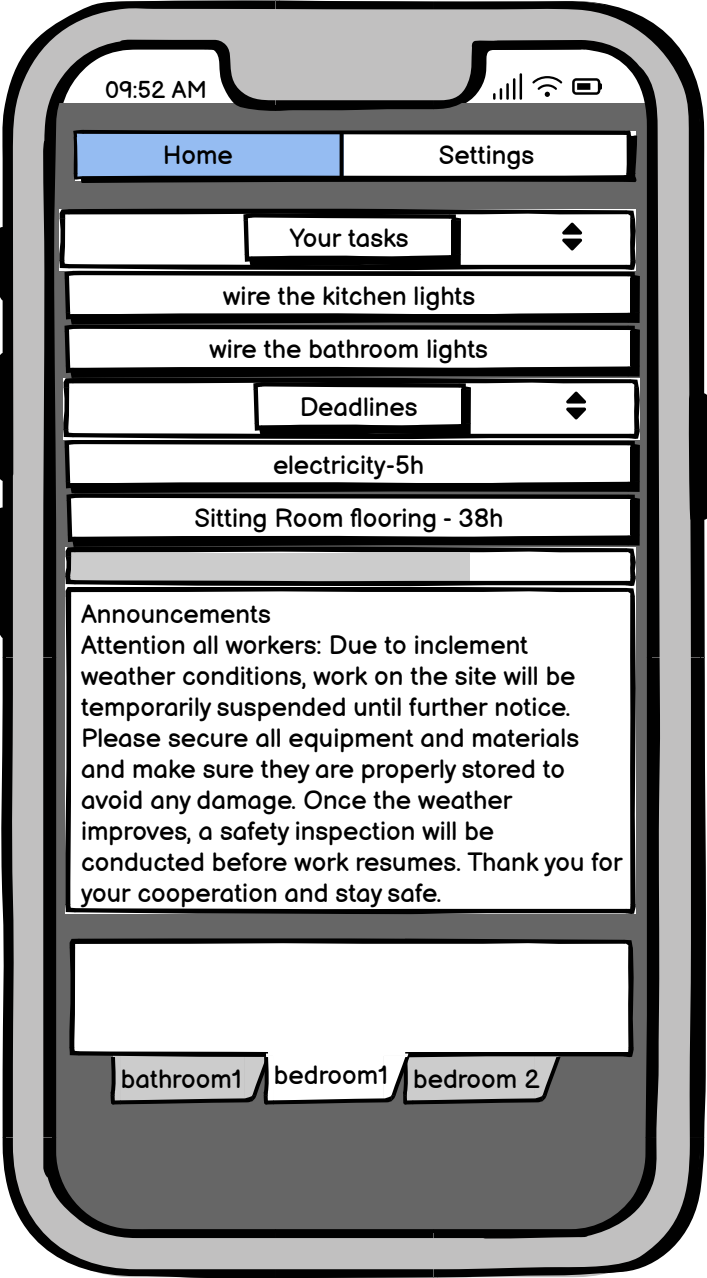 09:52 AM
Home
Settings
Your tasks
wire the kitchen lights
wire the bathroom lights
Deadlines
electricity-5h
Sitting Room flooring - 38h
Announcements
Attention all workers: Due to inclement
weather conditions, work on the site will be
temporarily suspended until further notice.
Please secure all equipment and materials
and make sure they are properly stored to
avoid any damage. Once the weather
improves, a safety inspection will be
conducted before work resumes. Thank you for
your cooperation and stay safe.
bathroom1
bedroom1
bedroom 2